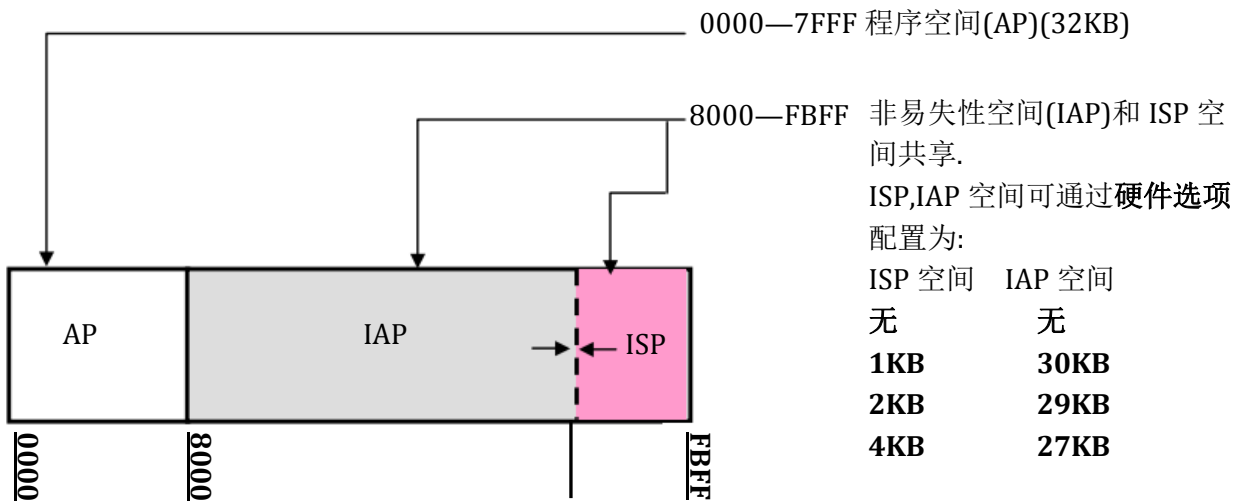 0000—7FFF 程序空间(AP)(32KB)
8000—FBFF 非易失性空间(IAP)和 ISP 空
间共享.
ISP,IAP 空间可通过硬件选项
配置为:
ISP 空间 IAP 空间
无 无
1KB 30KB
2KB 29KB
4KB 27KB
AP
IAP
ISP
0000
8000
FBFF